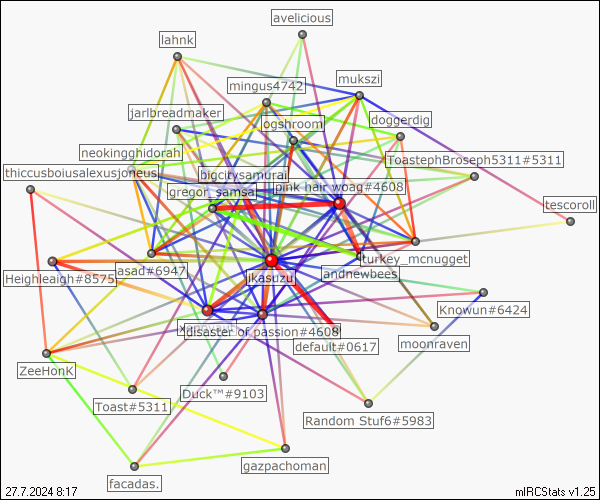 avelicious
lahnk
mukszi
mingus4742
jarlbreadmaker
doggerdig
ogshroom
neokingghidorah
ToastephBroseph5311#5311
thiccusboiusalexusjoneus
bigcitysamurai
gregor_samsa
pink hair woag#4608
tescoroll
turkey_mcnugget
asad#6947
andnewbees
Heighleaigh#8575
jikasuzu
Knowun#6424
disaster of passion#4608
default#0617
moonraven
ZeeHonK
Duck™#9103
Toast#5311
Random Stuf6#5983
gazpachoman
facadas.
27.7.2024 8:17
mIRCStats v1.25